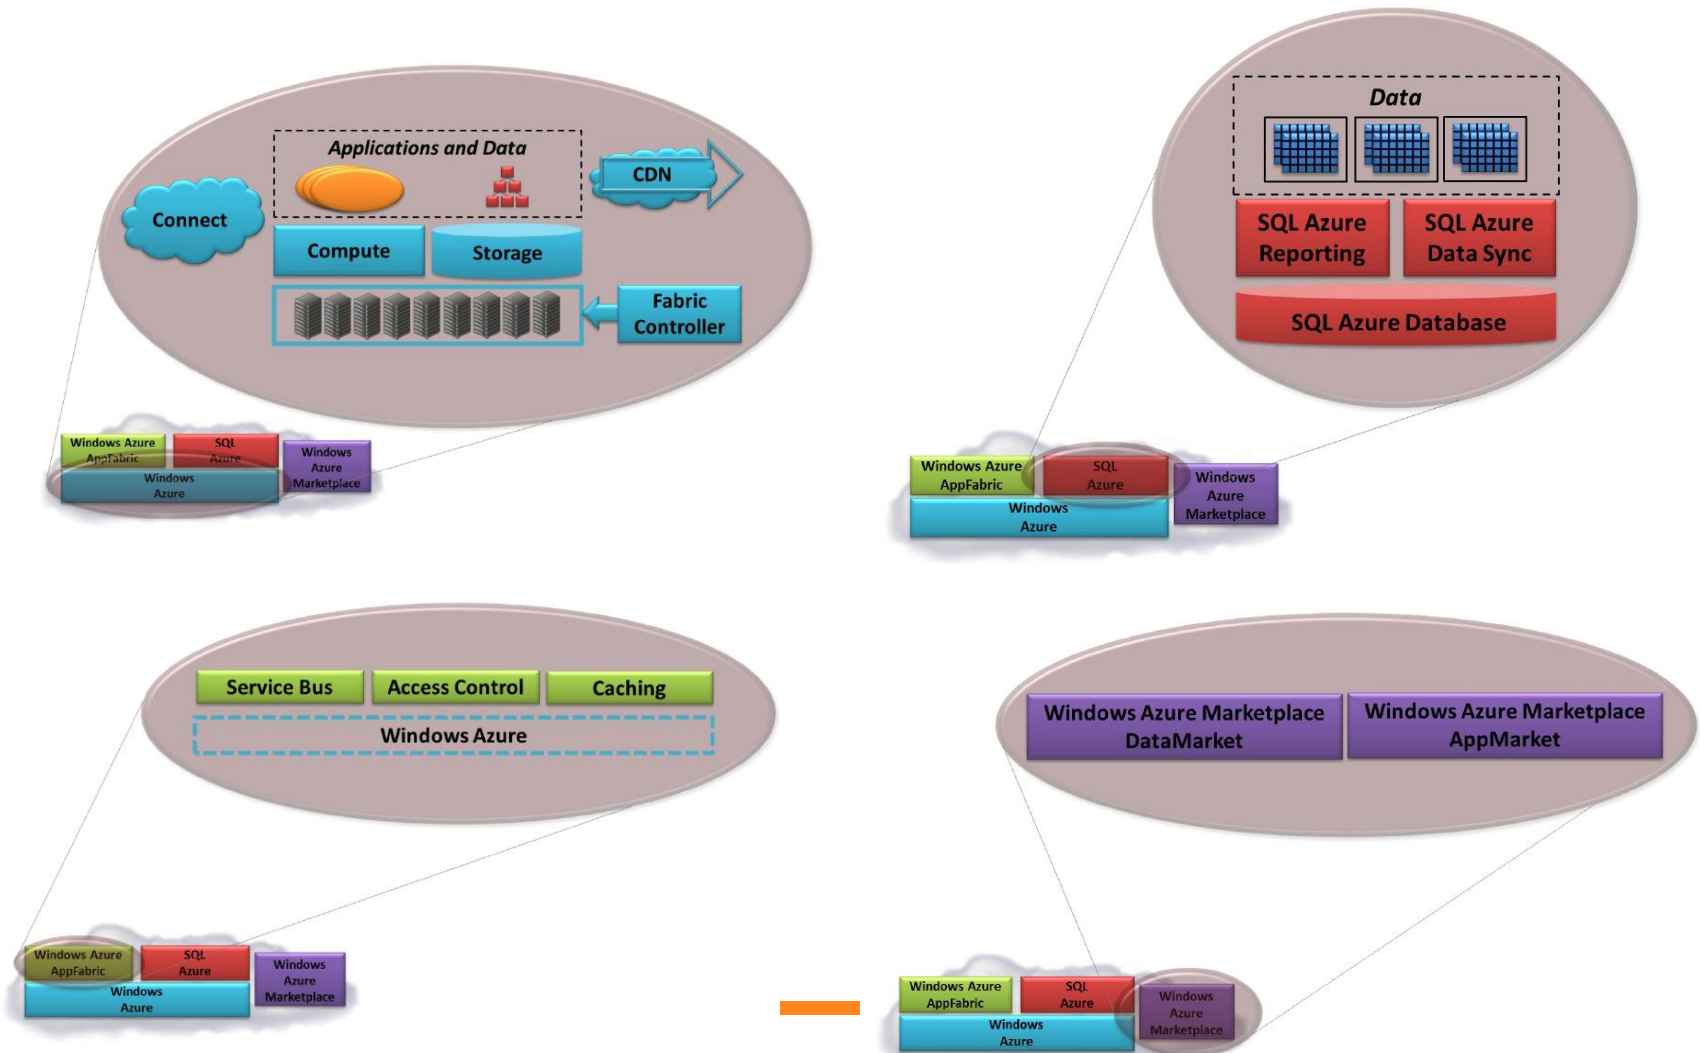 Applications and Data
CDN
Connect
Compute
Storage
Fabric
Controller
Windows Azure
AppFabric
SQL
Azure
Windows
Azure
Marketplace
Windows
Azure
Data
SQL Azure
Reporting
SQL Azure
Data Sync
SQL Azure Database
Windows Azure
AppFabric
SQL
Azure
Windows
Azure
Marketplace
Windows
Azure
Service Bus
Access Control
Caching
Windows Azure
Windows Azure
AppFabric
SQL
Azure
Windows
Azure
Marketplace
Windows
Azure
Windows Azure Marketplace
DataMarket
Windows Azure Marketplace
AppMarket
Windows Azure
AppFabric
SQL
Azure
Windows
Azure
Marketplace
Windows
Azure